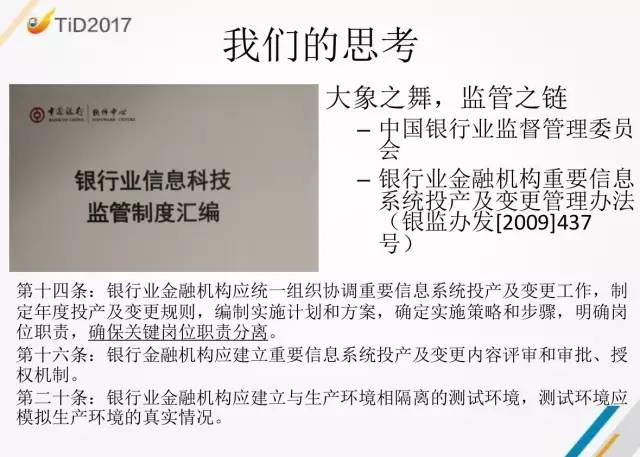 TiD2017
我们的思考
中国银行 软件中心
BANK OF CHINA SOFTWARE CENTRE
银行业信息科技
监管制度汇编
大象之舞，监管之链
– 中国银行业监督管理委员
会
– 银行业金融机构重要信息
系统投产及变更管理办法
（银监办发[2009]437
号）
第十四条：银行业金融机构应统一组织协调重要信息系统投产及变更工作，制
定年度投产及变更规则，编制实施计划和方案，确定实施策略和步骤，明确岗
位职责，确保关键岗位职责分离。
第十六条：银行业金融机构应建立重要信息系统投产及变更内容评审和审批、授
权机制。
第二十条：银行业金融机构应建立与生产环境相隔离的测试环境，测试环境应
模拟生产环境的真实情况。